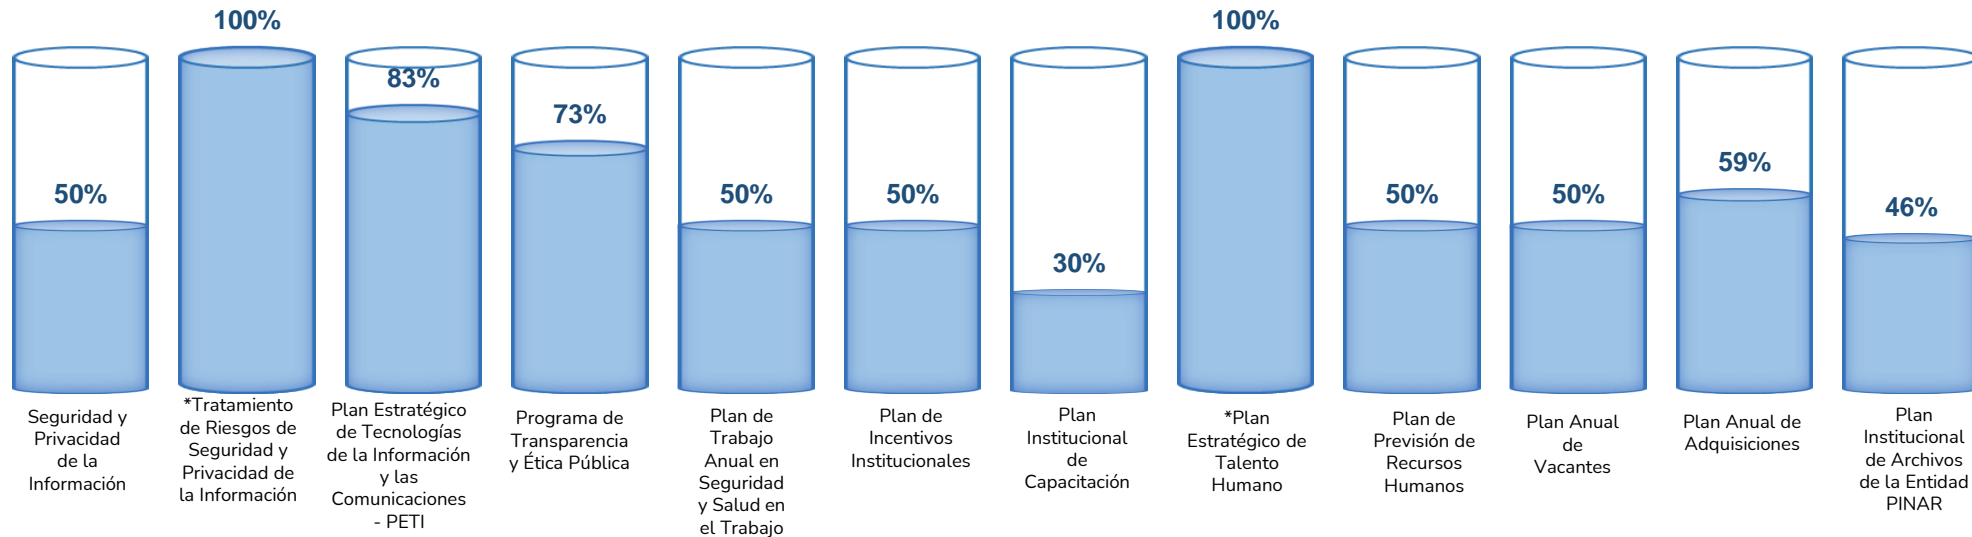 100%
100%
83%
73%
50%
50%
50%
30%
50%
50%
59%
46%
Seguridad y
Privacidad
de la
Información
*Tratamiento
de Riesgos de
Seguridad y
Privacidad de
la Información
Plan Estratégico
de Tecnologías
de la Información
y las
Comunicaciones
- PETI
Programa de
Transparencia
y Ética Pública
Plan de
Trabajo
Anual en
Seguridad
y Salud en
el Trabajo
Plan de
Incentivos
Institucionales
Plan
Institucional
de
Capacitación
*Plan
Estratégico de
Talento
Humano
Plan de
Previsión de
Recursos
Humanos
Plan Anual
de
Vacantes
Plan Anual de
Adquisiciones
Plan
Institucional
de Archivos
de la Entidad
PINAR